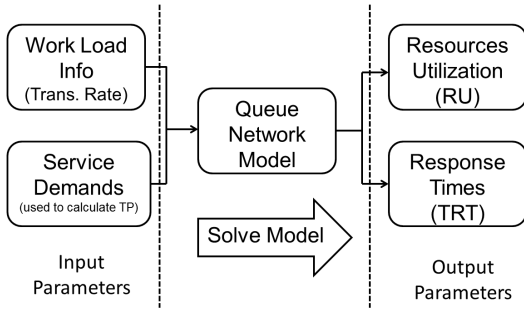 Work Load
Info
(Trans. Rate)
Service
Demands
(used to calculate TP)
Input
Parameters
Queue
Network
Model
Solve Model
Resources
Utilization
(RU)
Response
Times
(TRT)
Output
Parameters